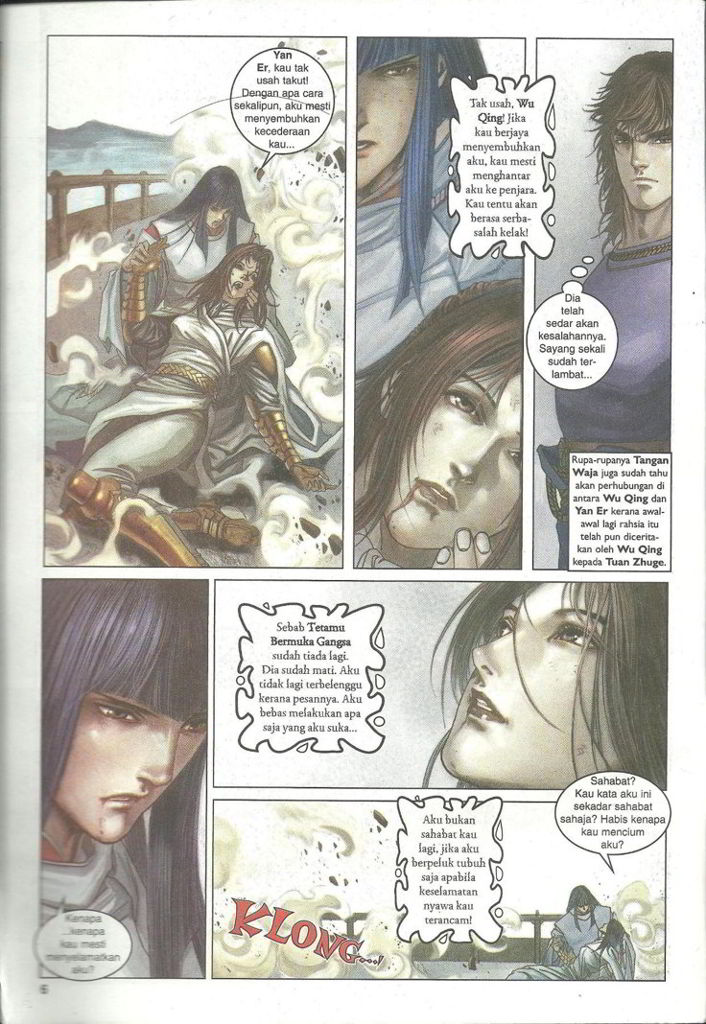 Yan
Er, kau tak
usah takut!
Dengan apa cara
sekalipun, aku mesti
menyembuhkan
kecederaan
kau...
Tak usah, Wu
Qing! Jika
kau berjaya
menyembuhkan
aku, kau mesti
menghantar
aku ke penjara.
Kau tentu akan
berasa serba-
salah kelak!
Dia
telah
sedar akan
kesalahannya.
Sayang sekali
sudah ter-
lambat...
Rupa-rupanya Tangan
Waja juga sudah tahu
akan perhubungan di
antara Wu Qing dan
Yan Er kerana awal-
awal lagi rahsia itu
telah pun dicerita-
kan oleh Wu Qing
kepada Tuan Zhuge.
Kenapa
...kenapa
kau mesti
menyelamatkan
aku?
Sebab Tetamu
Bermuka Gangsa
sudah tiada lagi.
Dia sudah mati. Aku
tidak lagi terbelenggu
kerana pesannya. Aku
bebas melakukan apa
saja yang aku suka...
Sahabat?
Kau kata aku ini
sekadar sahabat
sahaja? Habis kenapa
kau mencium
aku?
Aku bukan
sahabat kau
lagi, jika aku
berpeluk tubuh
saja apabila
keselamatan
nyawa kau
terancam!
KLONG...!
6